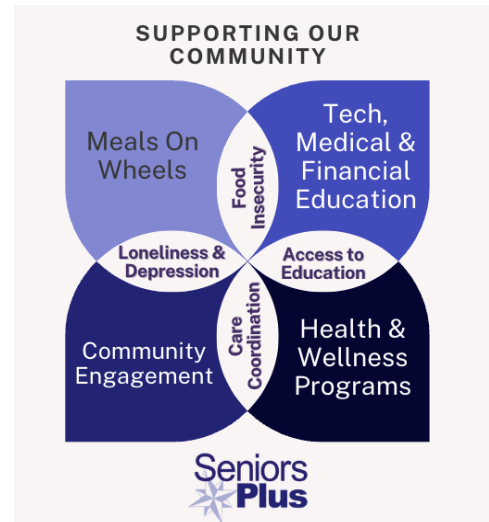 SUPPORTING OUR
COMMUNITY
Meals On
Wheels
Food
Insecurity
Tech,
Medical &
Financial
Education
Loneliness &
Depression
Access to
Education
Community
Engagement
Care
Coordination
Health &
Wellness
Programs
Seniors
Plus